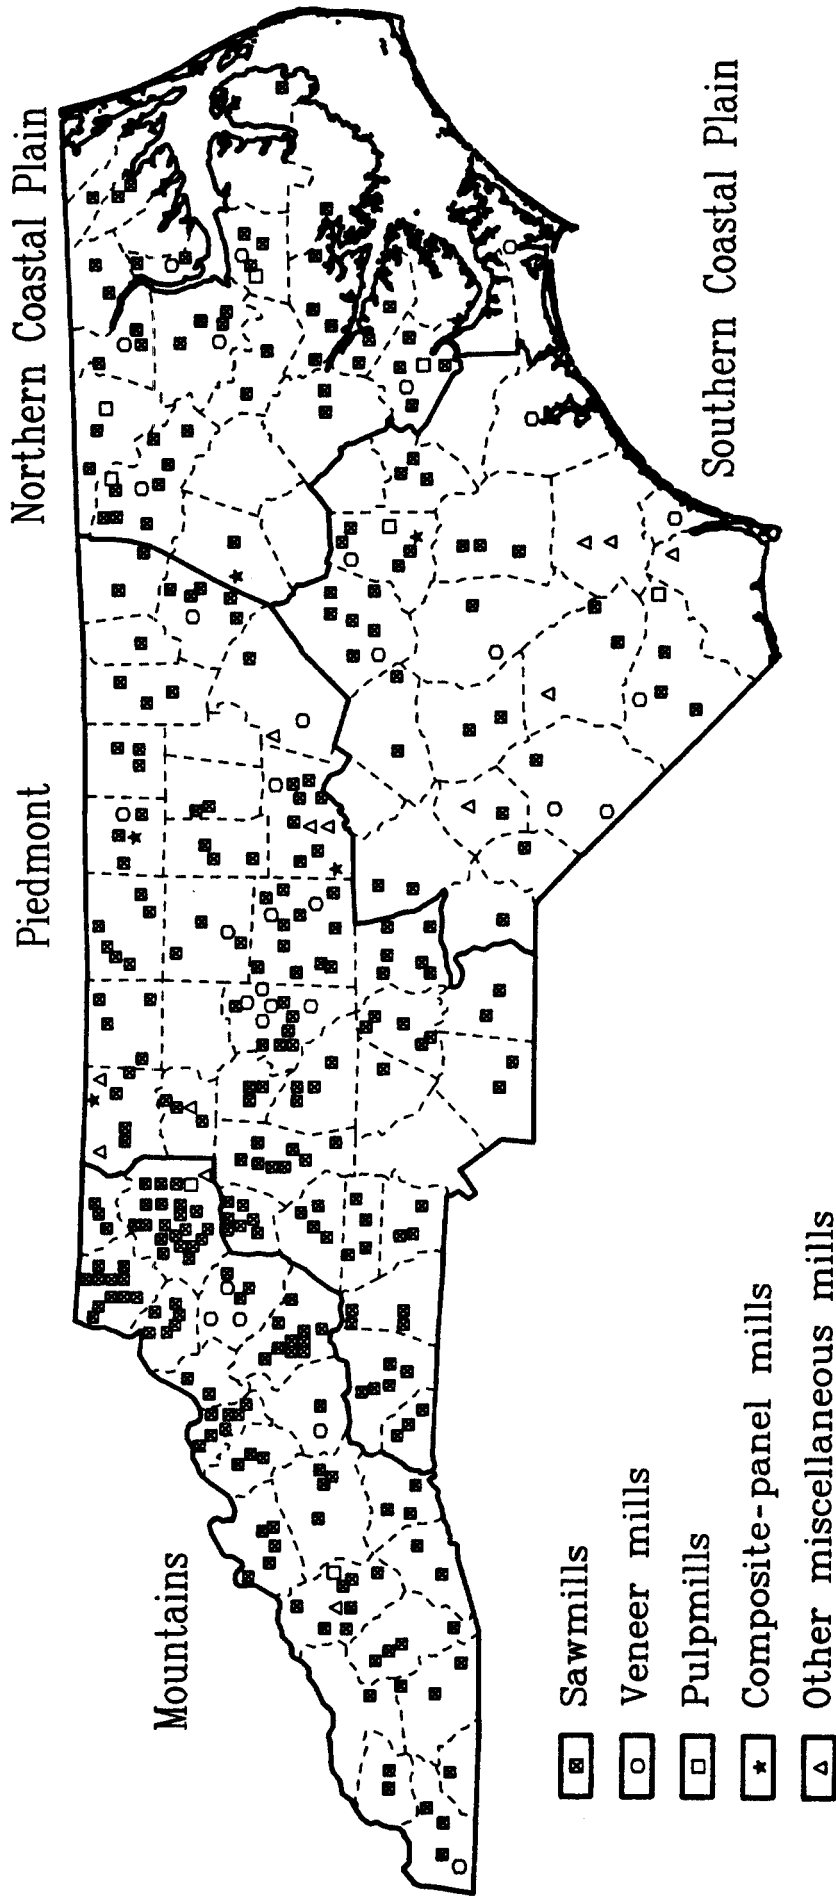 Mountains
Piedmont
Northern Coastal Plain
Southern Coastal Plain
Sawmills
Veneer mills
Pulpmills
Composite-panel mills
Other miscellaneous mills